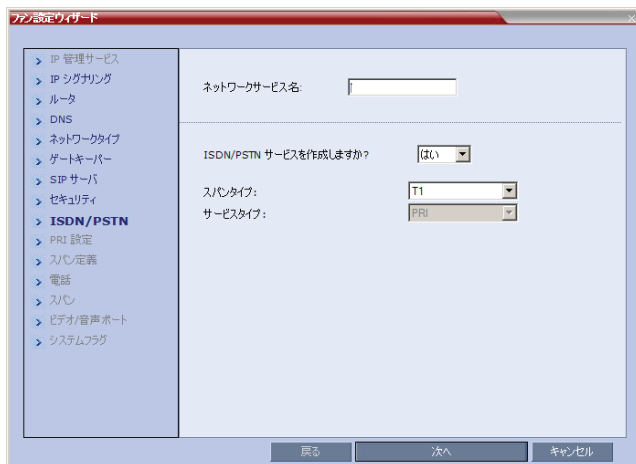 ファン設定ウィザード
IP 管理サービス
IP シグナリング
ルータ
DNS
ネットワークタイプ
ゲートキーパー
SIP サーバ
セキュリティ
ISDN/PSTN
PRI 設定
スパン定義
電話
スパン
ビデオ/音声ポート
システムフラグ
ネットワークサービス名:
ISDN/PSTN サービスを作成しますか? はい
スパンタイプ: T1
サービスタイプ: PRI
戻る 次へ キャンセル